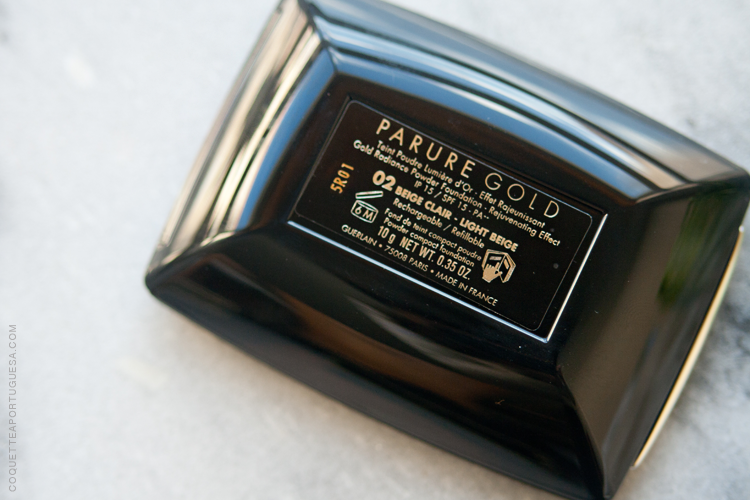 PARURE GOLD
Teint Poudre Lumière d'Or - Effet Rajeunissant
Gold Radiance Powder Foundation - Rejuvenating Effect
IP 15 / SPF 15 - PA++
02 BEIGE CLAIR - LIGHT BEIGE
Rechargeable / Refillable
Fond de teint compact poudre
Powder compact foundation
10 g NET WT. 0.35 OZ.
GUERLAIN • 75008 PARIS • MADE IN FRANCE
6 M
5R01
COQUETTEAPORTUGUESA.COM